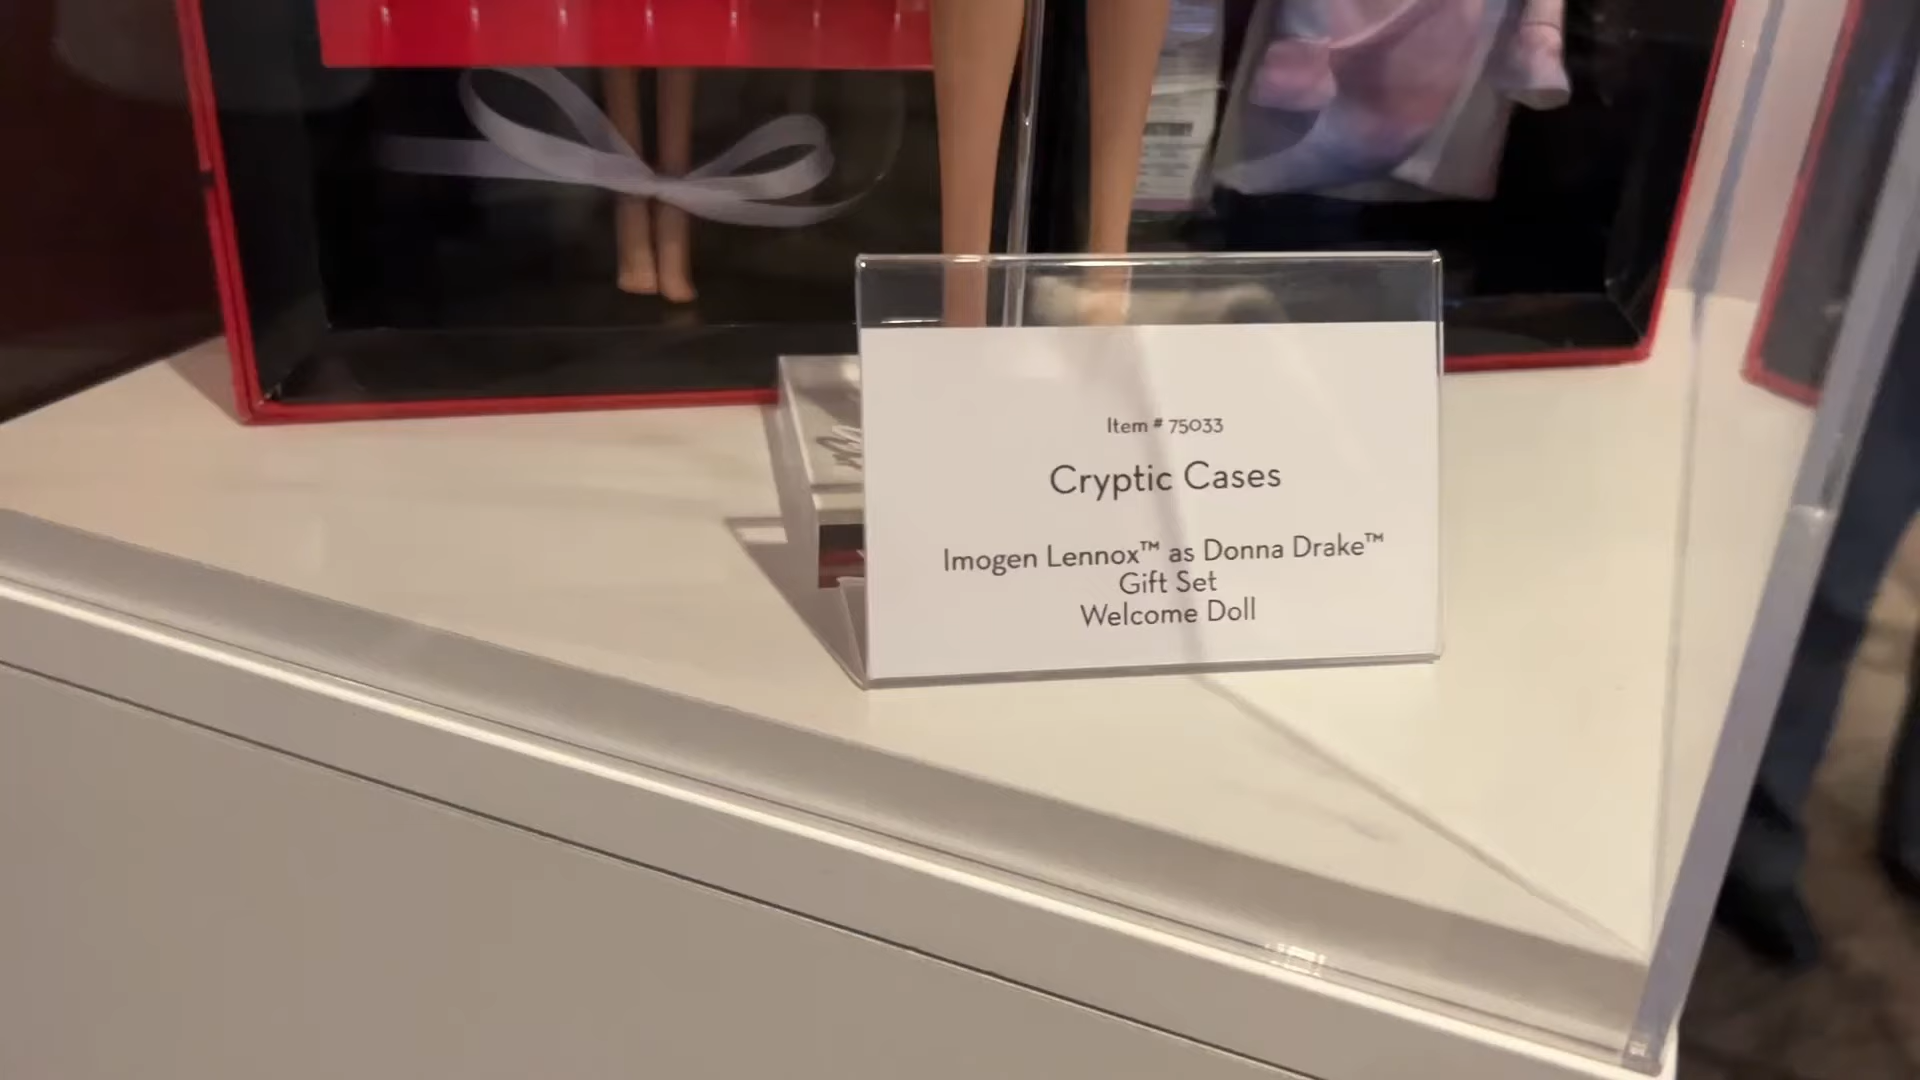 Item # 75033
Cryptic Cases
Imogen Lennox™ as Donna Drake™
Gift Set
Welcome Doll